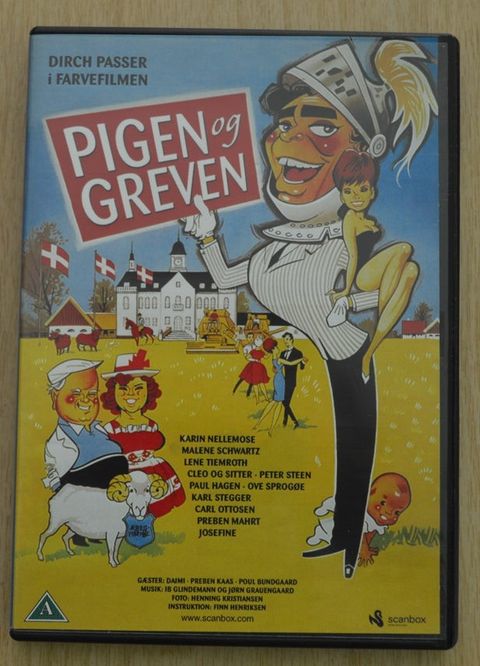 DIRCH PASSER
i FARVEFILMEN
PIGEN og
GREVEN
KARIN NELLEMOSE
MALENE SCHWARTZ
LENE TIEMROTH
CLEO OG SITTER · PETER STEEN
PAUL HAGEN · OVE SPROGØE
KARL STEGGER
CARL OTTOSEN
PREBEN MAHRT
JOSEFINE
GÆSTER: DAIMI · PREBEN KAAS · POUL BUNDGAARD
MUSIK: IB GLINDEMANN OG JØRN GRAUENGAARD
FOTO: HENNING KRISTIANSEN
INSTRUKTION: FINN HENRIKSEN
www.scanbox.com
A
scanbox